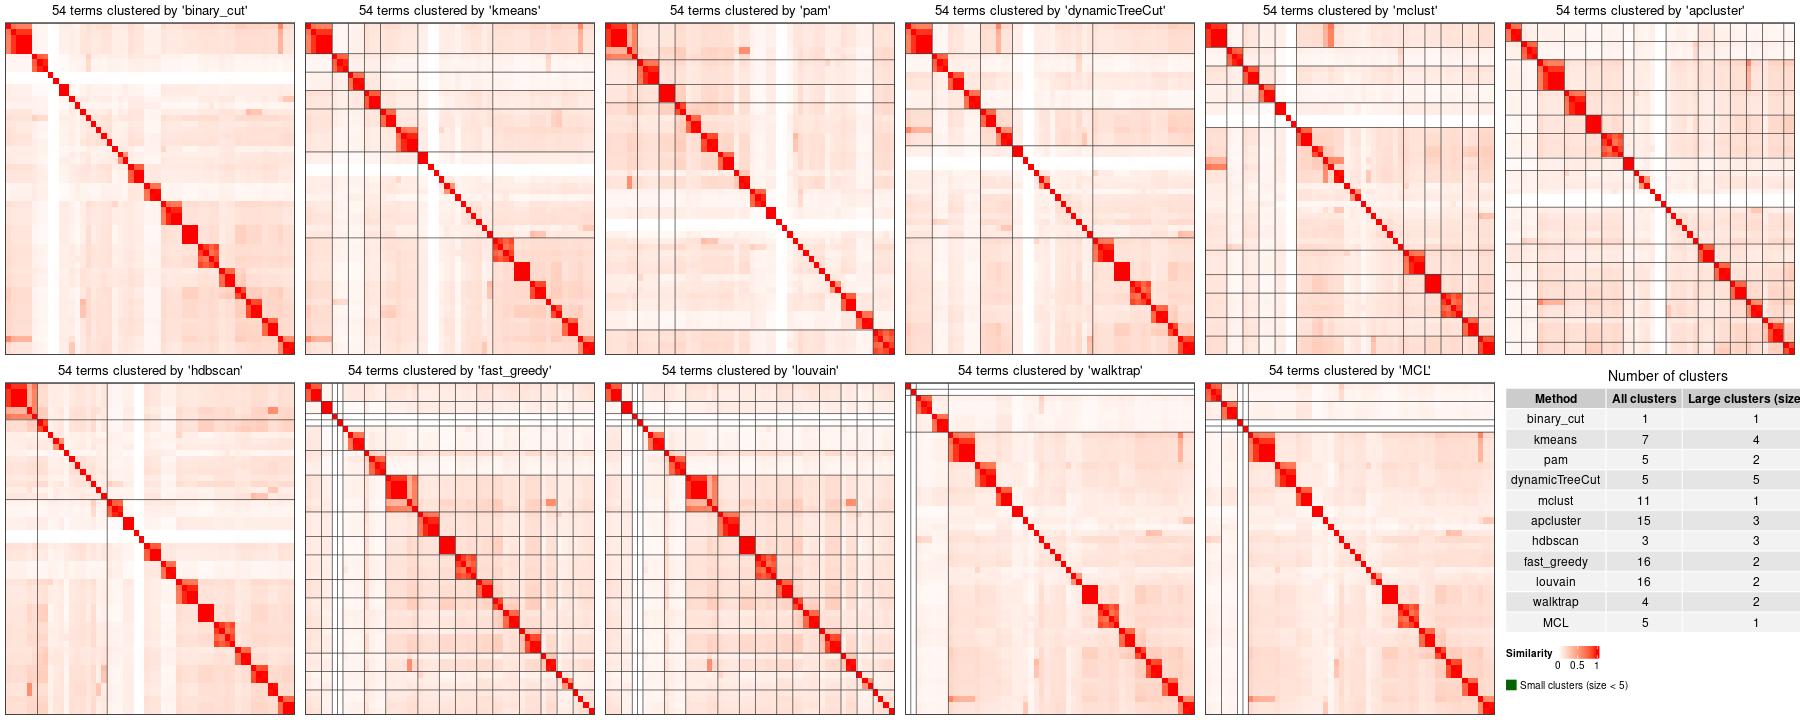 54 terms clustered by 'binary_cut'
54 terms clustered by 'kmeans'
54 terms clustered by 'pam'
54 terms clustered by 'dynamicTreeCut'
54 terms clustered by 'mclust'
54 terms clustered by 'apcluster'
54 terms clustered by 'hdbscan'
54 terms clustered by 'fast_greedy'
54 terms clustered by 'louvain'
54 terms clustered by 'walktrap'
54 terms clustered by 'MCL'
Number of clusters
Method All clusters Large clusters (size
binary_cut 1 1
kmeans 7 4
pam 5 2
dynamicTreeCut 5 5
mclust 11 1
apcluster 15 3
hdbscan 3 3
fast_greedy 16 2
louvain 16 2
walktrap 4 2
MCL 5 1
Similarity
0 0.5 1
Small clusters (size < 5)